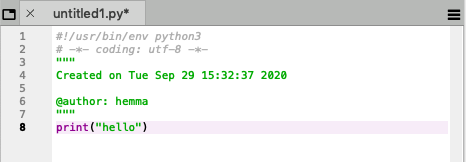 untitled1.py*
1 #!/usr/bin/env python3
2 # -*- coding: utf-8 -*-
3 """
4 Created on Tue Sep 29 15:32:37 2020
5
6 @author: hemma
7 """
8 print("hello")